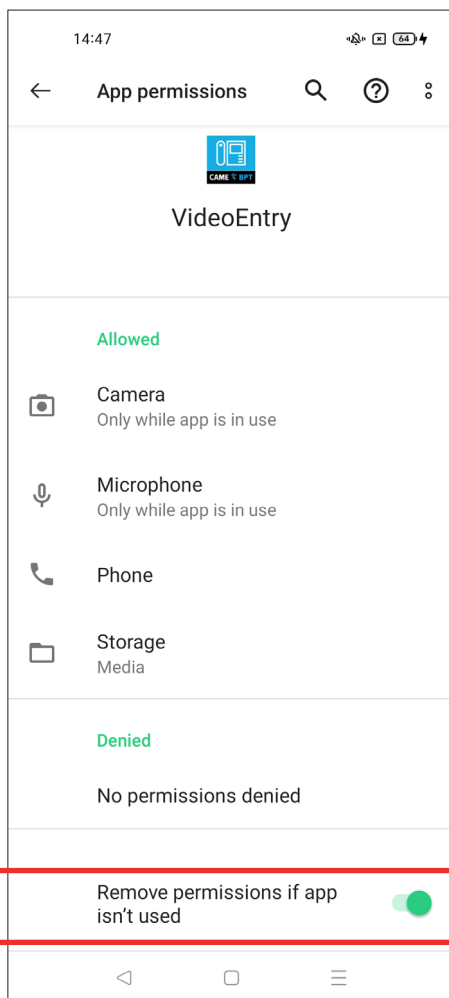 14:47
64
App permissions
CAME BPT
VideoEntry
Allowed
Camera
Only while app is in use
Microphone
Only while app is in use
Phone
Storage
Media
Denied
No permissions denied
Remove permissions if app
isn't used